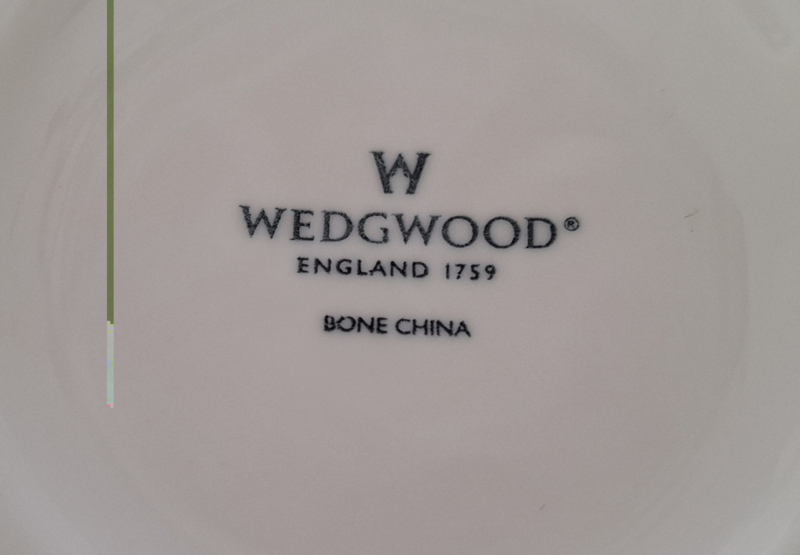 W
WEDGWOOD®
ENGLAND 1759
BONE CHINA